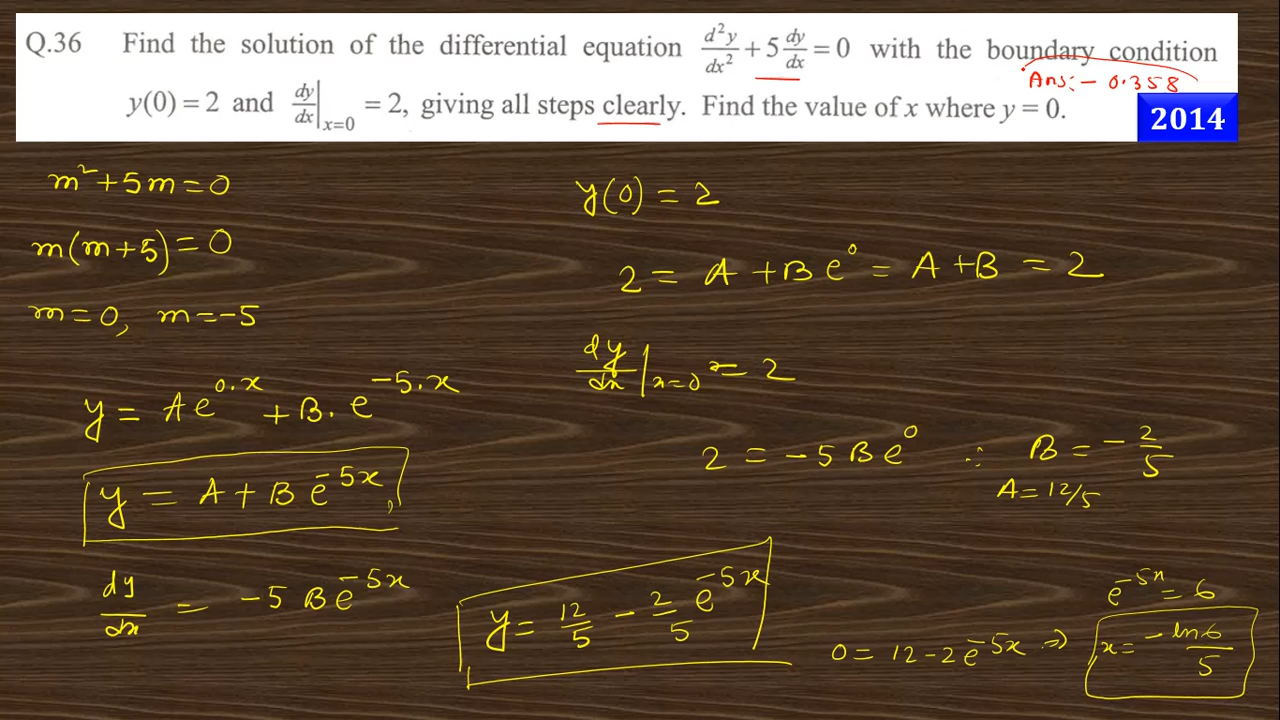 Q.36 Find the solution of the differential equation d²y/dx² + 5 dy/dx = 0 with the boundary condition
y(0) = 2 and dy/dx|x=0 = 2, giving all steps clearly. Find the value of x where y = 0.
Ans:- 0.358
2014
m² + 5m = 0
m(m+5) = 0
m = 0, m = -5
y = Ae^0.x + B.e^-5.x
y = A + B e^-5x
dy/dx = -5 B e^-5x
y(0) = 2
2 = A + B e^0 = A + B = 2
dy/dx|x=0 = 2
2 = -5 B e^0 ∴ B = -2/5
A = 12/5
y = 12/5 - 2/5 e^-5x
0 = 12 - 2e^-5x ⇒
e^-5x = 6
x = -ln6/5